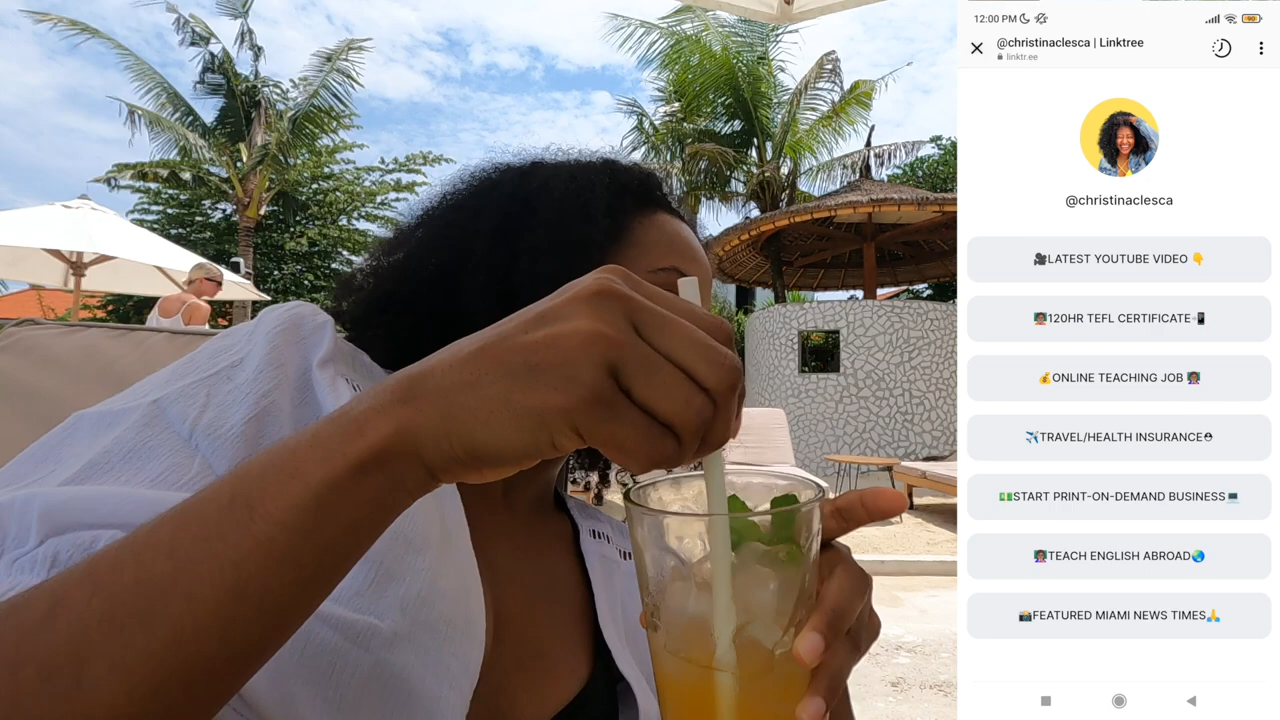 12:00 PM
90
@christinaclesca | Linktree
linktr.ee
@christinaclesca
🎥LATEST YOUTUBE VIDEO 👇
👩🏾‍🏫120HR TEFL CERTIFICATE📲
💰ONLINE TEACHING JOB 👩🏾‍🏫
✈️TRAVEL/HEALTH INSURANCE⛑
💵START PRINT-ON-DEMAND BUSINESS💻
👩🏾‍🏫TEACH ENGLISH ABROAD🌏
📸FEATURED MIAMI NEWS TIMES🙏